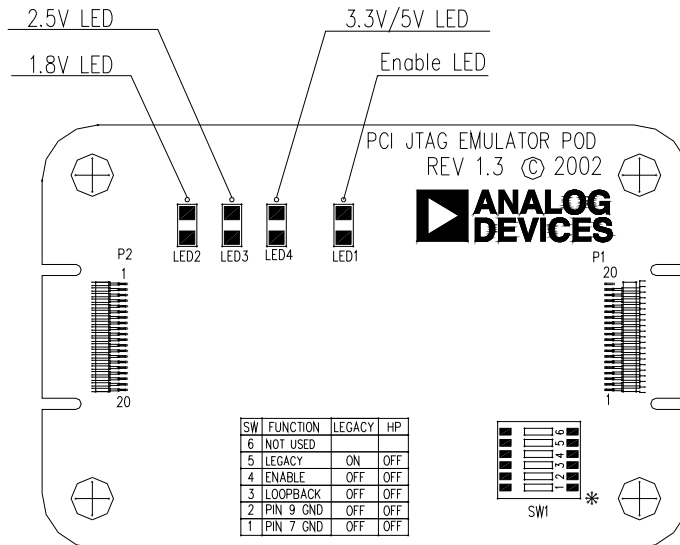 2.5V LED
3.3V/5V LED
1.8V LED
Enable LED
PCI JTAG EMULATOR POD
REV 1.3 © 2002
ANALOG
DEVICES
LED2 LED3 LED4 LED1
P2
1
20
P1
20
1
SW FUNCTION LEGACY HP
6 NOT USED
5 LEGACY ON OFF
4 ENABLE OFF OFF
3 LOOPBACK OFF OFF
2 PIN 9 GND OFF OFF
1 PIN 7 GND OFF OFF
1 2 3 4 5 6
SW1